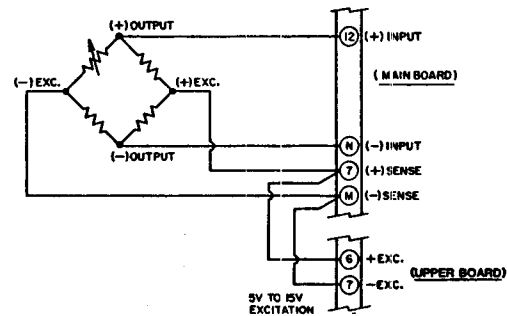 (+) OUTPUT
12 (+) INPUT
(–) EXC.
(+) EXC.
(MAIN BOARD)
(–) OUTPUT
N (–) INPUT
7 (+) SENSE
M (–) SENSE
6 +EXC.
(UPPER BOARD)
7 –EXC.
5V TO 15V
EXCITATION